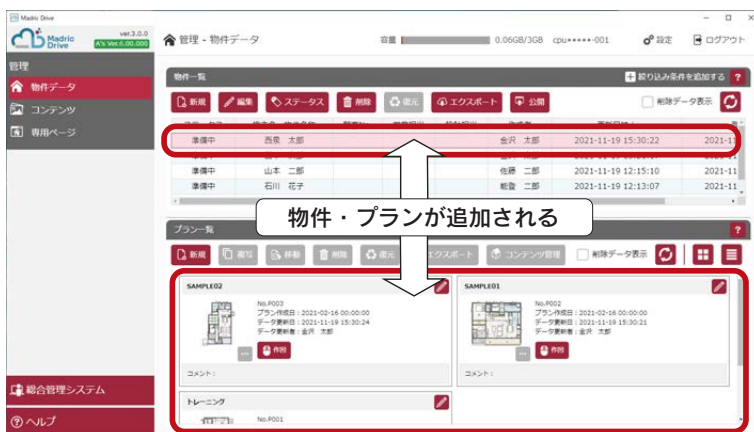 Madric Drive
Madric Drive
ver.3.0.0
A's Ver.6.00.000
管理 - 物件データ
容量
0.06GB/3GB
cpu*****-001
設定
ログアウト
管理
物件データ
コンテンツ
専用ページ
物件一覧
絞り込み条件を追加する ?
新規 編集 ステータス 削除 復元 エクスポート 公開 削除データ表示
準備中 西泉 太郎 金沢 太郎 2021-11-19 15:30:22 2021-11
準備中 山本 二郎 佐藤 二郎 2021-11-19 12:15:10 2021-11
準備中 石川 花子 能登 二郎 2021-11-19 12:13:07 2021-11
物件・プランが追加される
プラン一覧 ?
新規 複写 移動 削除 復元 エクスポート コンテンツ管理 削除データ表示
SAMPLE02
No.P003
プラン作成日：2021-02-16 00:00:00
データ更新日：2021-11-19 15:30:24
データ更新者：金沢 太郎
... 作図
コメント：
SAMPLE01
No.P002
プラン作成日：2021-02-16 00:00:00
データ更新日：2021-11-19 15:30:21
データ更新者：金沢 太郎
... 作図
コメント：
トレーニング
No.P001
総合管理システム
? ヘルプ